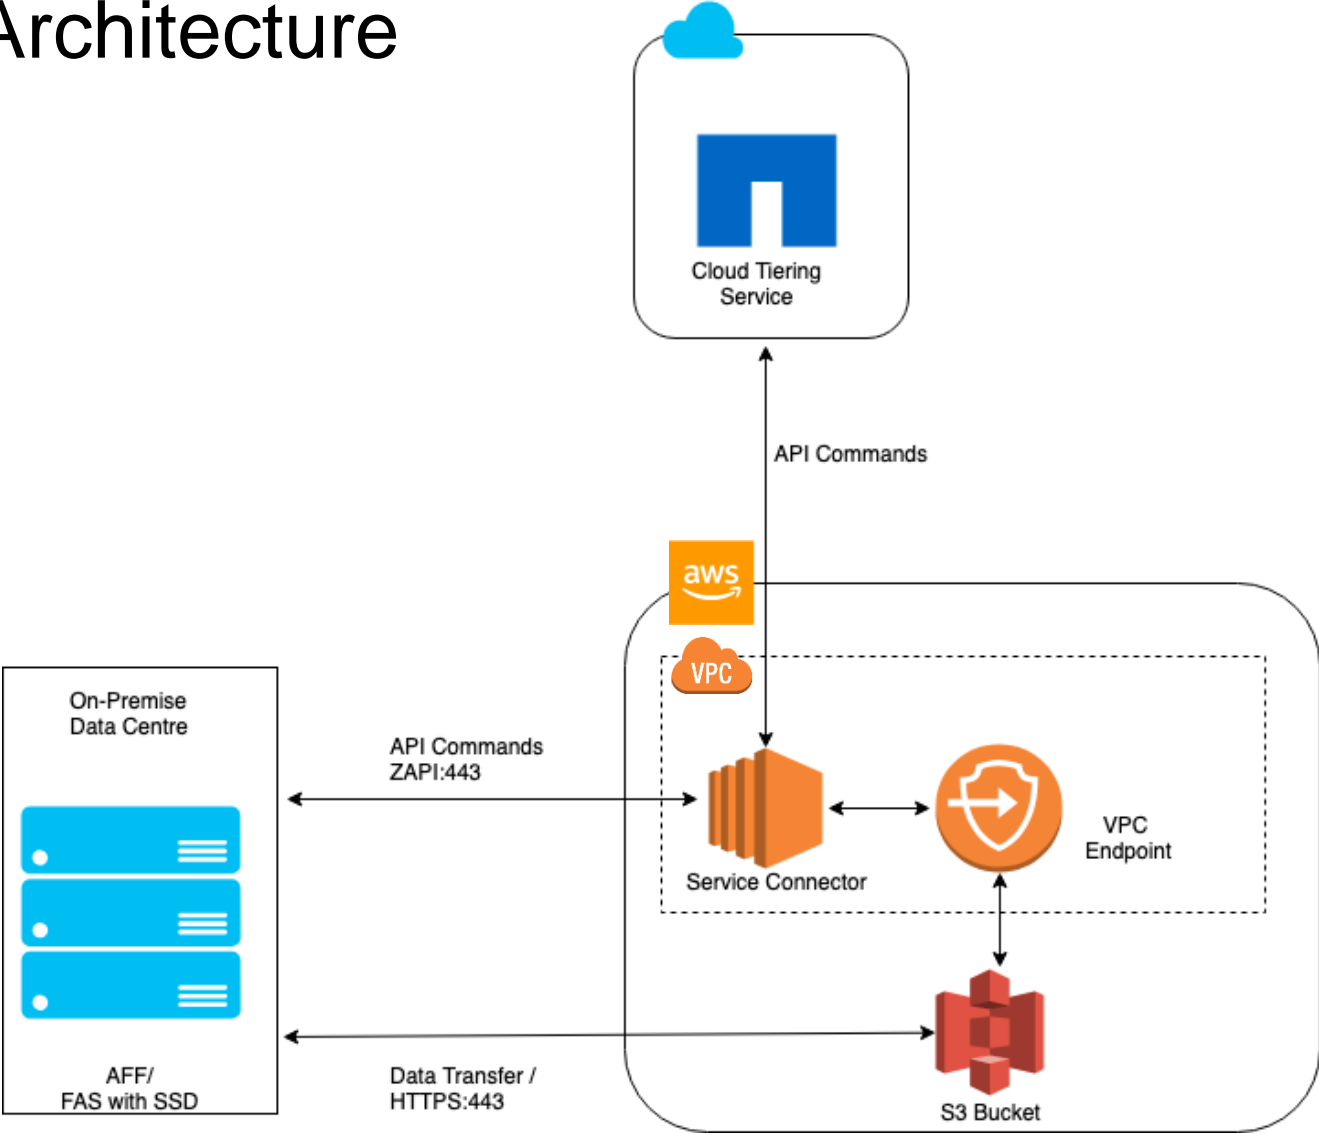 Architecture
Cloud Tiering
Service
API Commands
aws
VPC
On-Premise
Data Centre
API Commands
ZAPI:443
VPC
Endpoint
Service Connector
AFF/
FAS with SSD
Data Transfer /
HTTPS:443
S3 Bucket